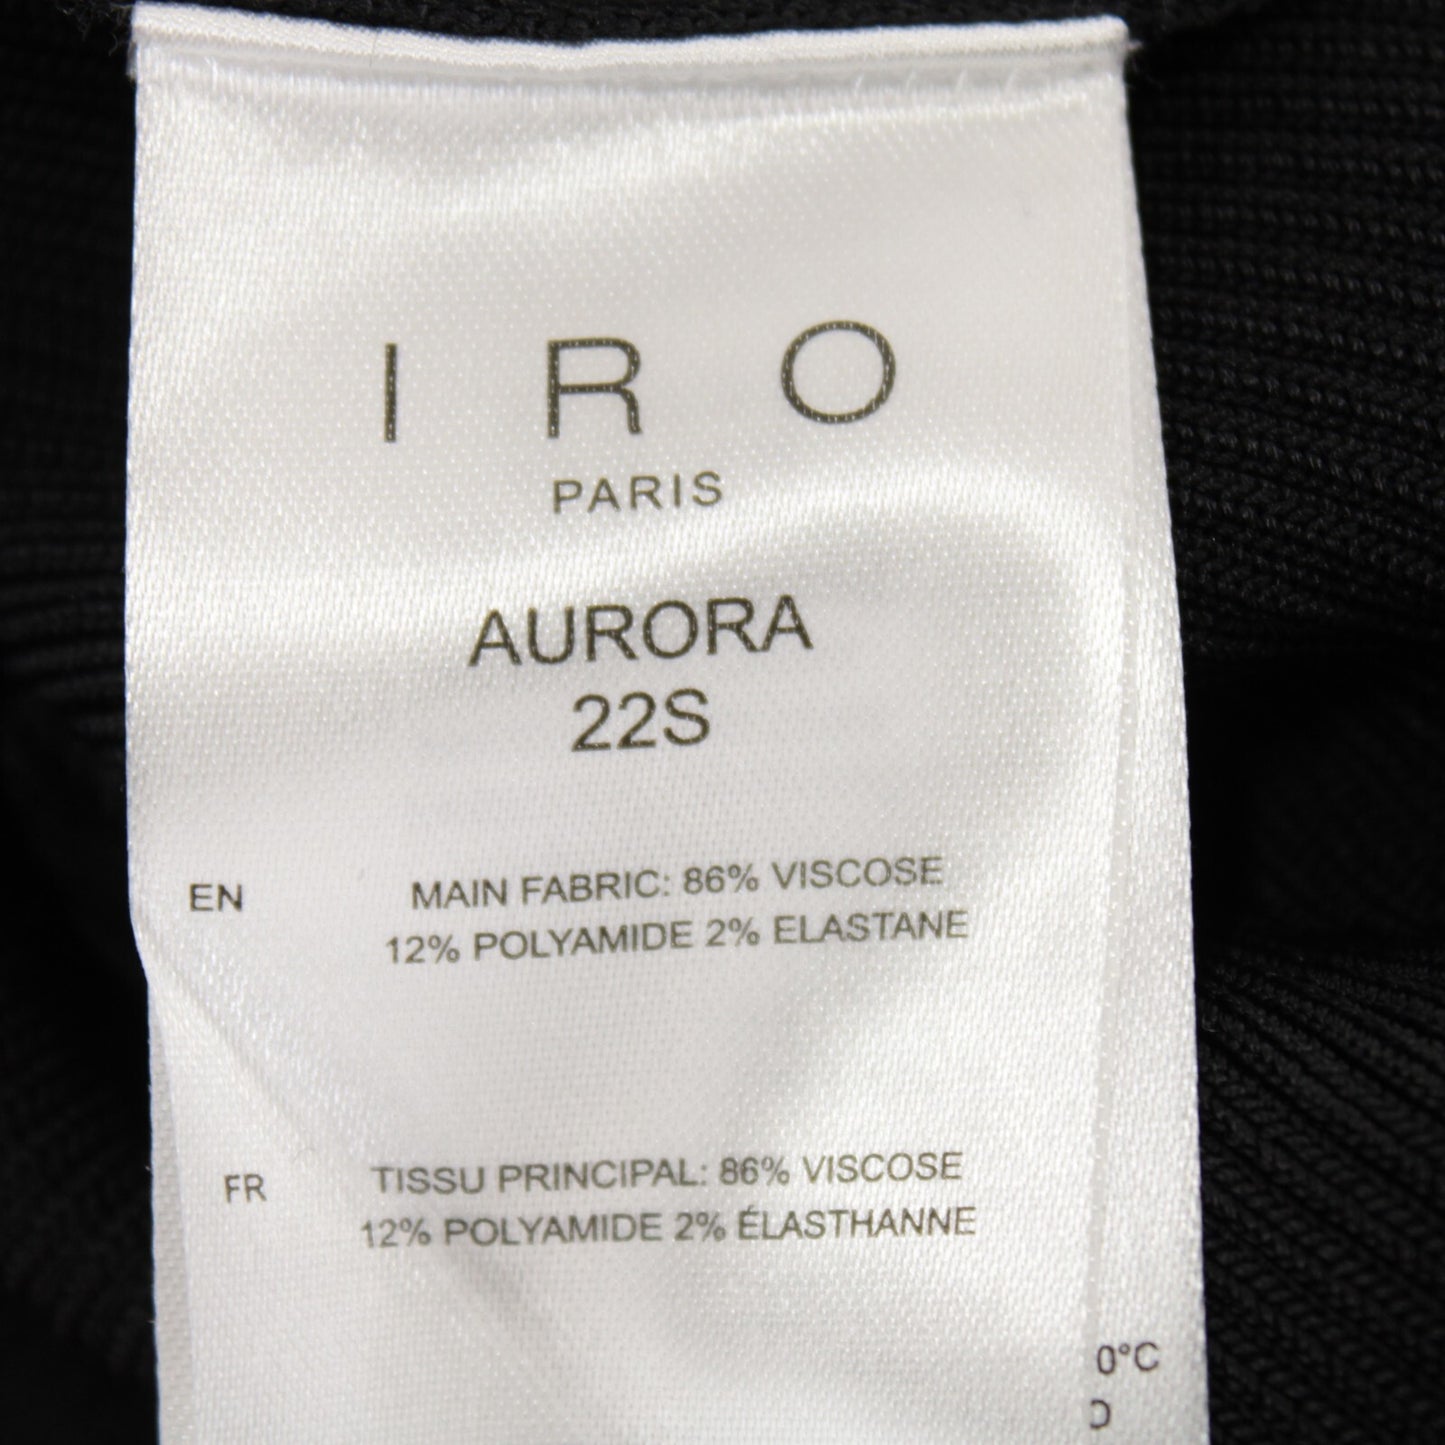 IRO
PARIS
AURORA
22S
EN
MAIN FABRIC: 86% VISCOSE
12% POLYAMIDE 2% ELASTANE
FR
TISSU PRINCIPAL: 86% VISCOSE
12% POLYAMIDE 2% ÉLASTHANNE
0°C